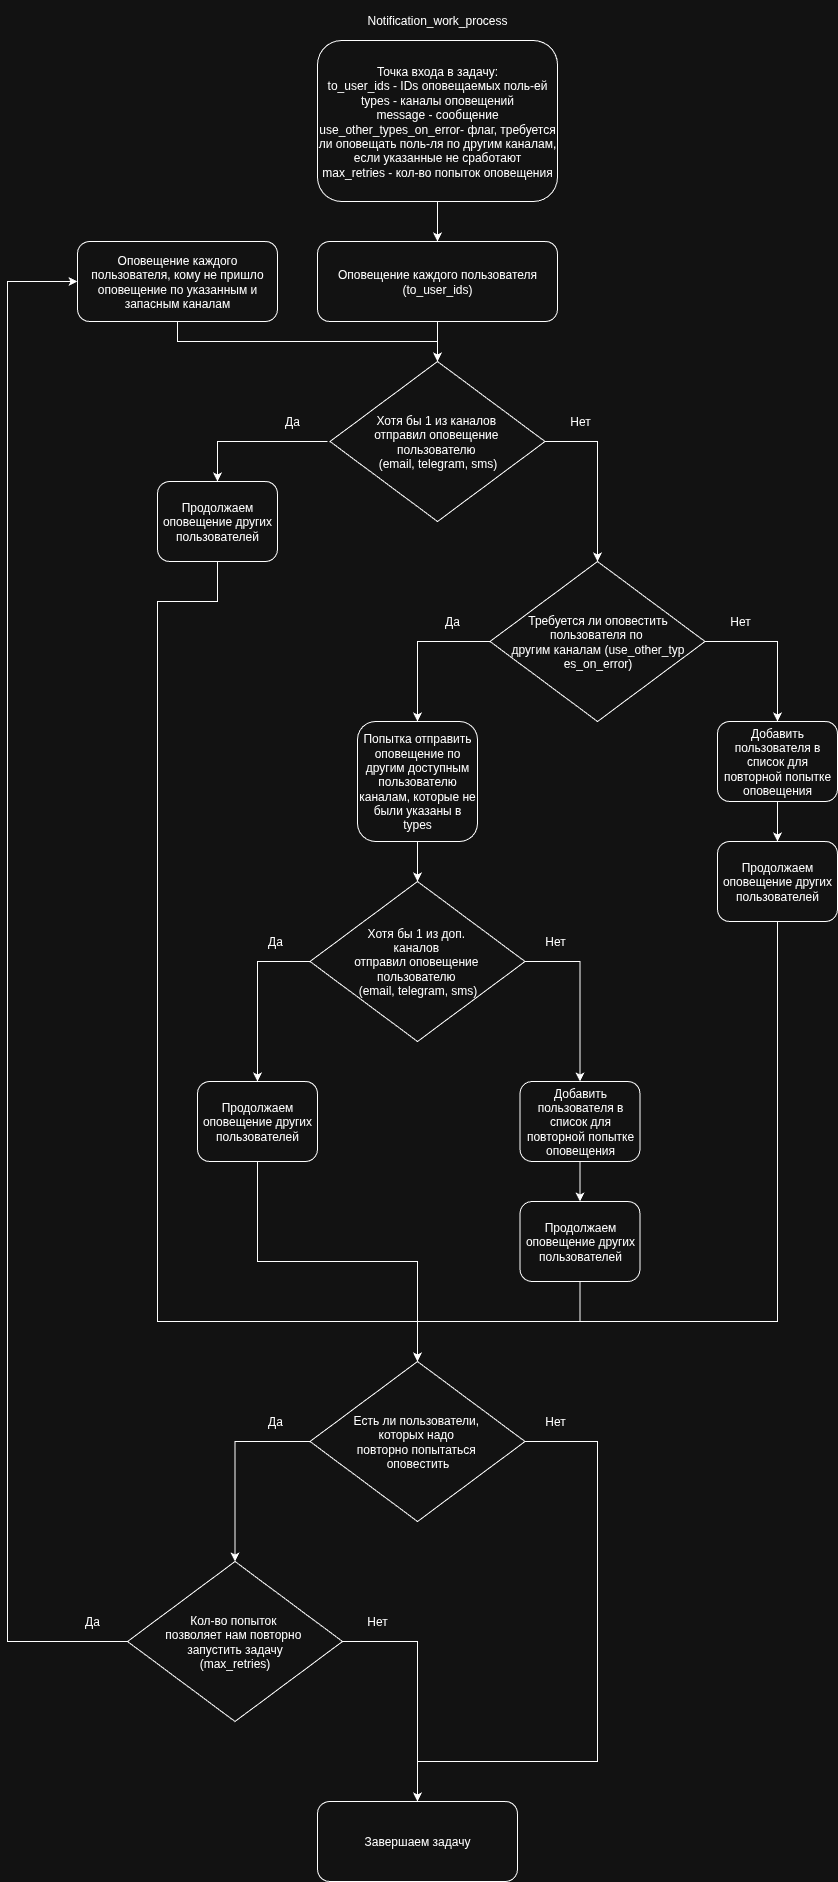 Notification_work_process
Точка входа в задачу:
to_user_ids - IDs оповещаемых поль-ей
types - каналы оповещений
message - сообщение
use_other_types_on_error- флаг, требуется
ли оповещать поль-ля по другим каналам,
если указанные не сработают
max_retries - кол-во попыток оповещения
Оповещение каждого
пользователя, кому не пришло
оповещение по указанным и
запасным каналам
Оповещение каждого пользователя
(to_user_ids)
Хотя бы 1 из каналов
отправил оповещение
пользователю
(email, telegram, sms)
Да
Нет
Продолжаем
оповещение других
пользователей
Требуется ли оповестить
пользователя по
другим каналам (use_other_typ
es_on_error)
Да
Нет
Попытка отправить
оповещение по
другим доступным
пользователю
каналам, которые не
были указаны в
types
Добавить
пользователя в
список для
повторной попытке
оповещения
Продолжаем
оповещение других
пользователей
Хотя бы 1 из доп.
каналов
отправил оповещение
пользователю
(email, telegram, sms)
Да
Нет
Продолжаем
оповещение других
пользователей
Добавить
пользователя в
список для
повторной попытке
оповещения
Продолжаем
оповещение других
пользователей
Есть ли пользователи,
которых надо
повторно попытаться
оповестить
Да
Нет
Кол-во попыток
позволяет нам повторно
запустить задачу
(max_retries)
Да
Нет
Завершаем задачу